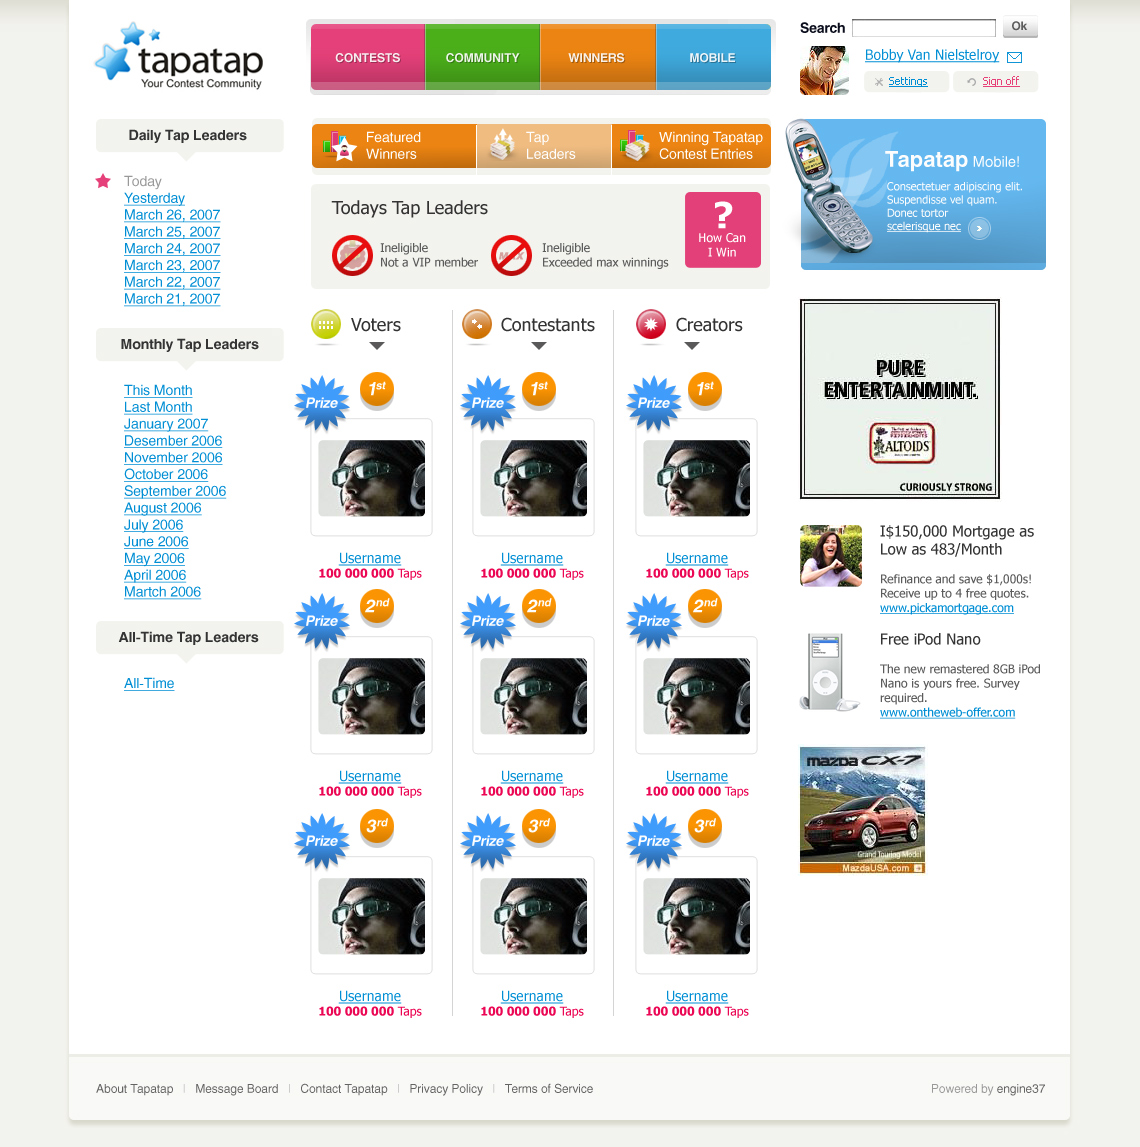 tapatap
Your Contest Community
CONTESTS
COMMUNITY
WINNERS
MOBILE
Search
Ok
Bobby Van Nielstelroy
Settings
Sign off
Daily Tap Leaders
Today
Yesterday
March 26, 2007
March 25, 2007
March 24, 2007
March 23, 2007
March 22, 2007
March 21, 2007
Monthly Tap Leaders
This Month
Last Month
January 2007
Desember 2006
November 2006
October 2006
September 2006
August 2006
July 2006
June 2006
May 2006
April 2006
Martch 2006
All-Time Tap Leaders
All-Time
Featured
Winners
Tap
Leaders
Winning Tapatap
Contest Entries
Todays Tap Leaders
Ineligible
Not a VIP member
MAX
Ineligible
Exceeded max winnings
?
How Can
I Win
Voters
Contestants
Creators
Prize
1st
Prize
1st
Prize
1st
Username
100 000 000 Taps
Username
100 000 000 Taps
Username
100 000 000 Taps
Prize
2nd
Prize
2nd
Prize
2nd
Username
100 000 000 Taps
Username
100 000 000 Taps
Username
100 000 000 Taps
Prize
3rd
Prize
3rd
Prize
3rd
Username
100 000 000 Taps
Username
100 000 000 Taps
Username
100 000 000 Taps
Tapatap Mobile!
Consectetuer adipiscing elit.
Suspendisse vel quam.
Donec tortor
scelerisque nec
PURE
ENTERTAINMINT.
ALTOIDS
CURIOUSLY STRONG
I$150,000 Mortgage as
Low as 483/Month
Refinance and save $1,000s!
Receive up to 4 free quotes.
www.pickamortgage.com
Free iPod Nano
The new remastered 8GB iPod
Nano is yours free. Survey
required.
www.ontheweb-offer.com
mazda CX-7
Grand Touring Model
MazdaUSA.com
About Tapatap
Message Board
Contact Tapatap
Privacy Policy
Terms of Service
Powered by engine37